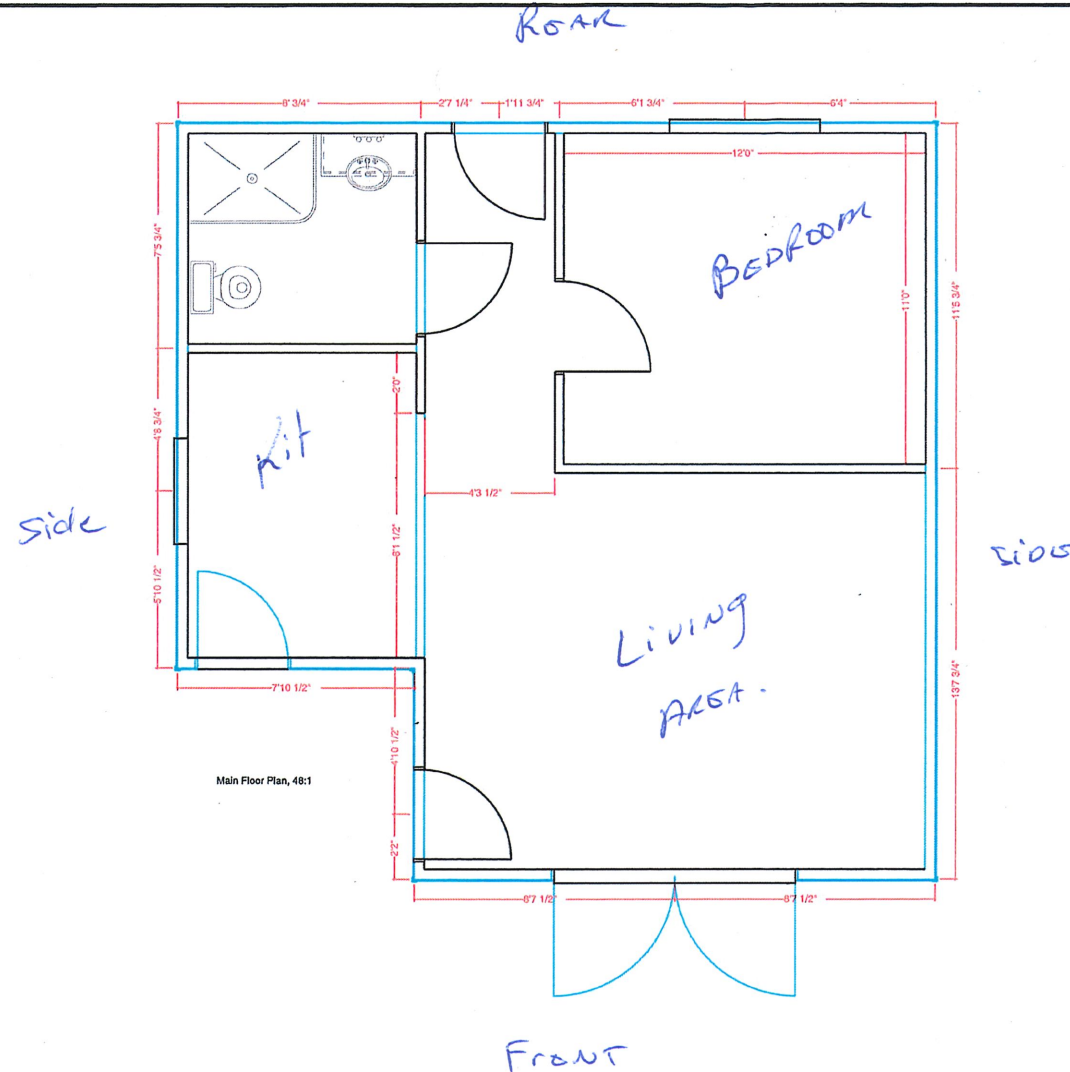 REAR
8' 3/4"
2'7 1/4"
1'11 3/4"
6'1 3/4"
6'4"
12'0"
7'5 3/4"
BEDROOM
11'0"
11'5 3/4"
2'0"
4'6 3/4"
Kit
4'3 1/2"
Side
8'1 1/2"
SIDE
5'10 1/2"
LiViNG
AREA.
7'10 1/2"
13'7 3/4"
4'10 1/2"
Main Floor Plan, 48:1
2'2"
8'7 1/2"
8'7 1/2"
FroNT